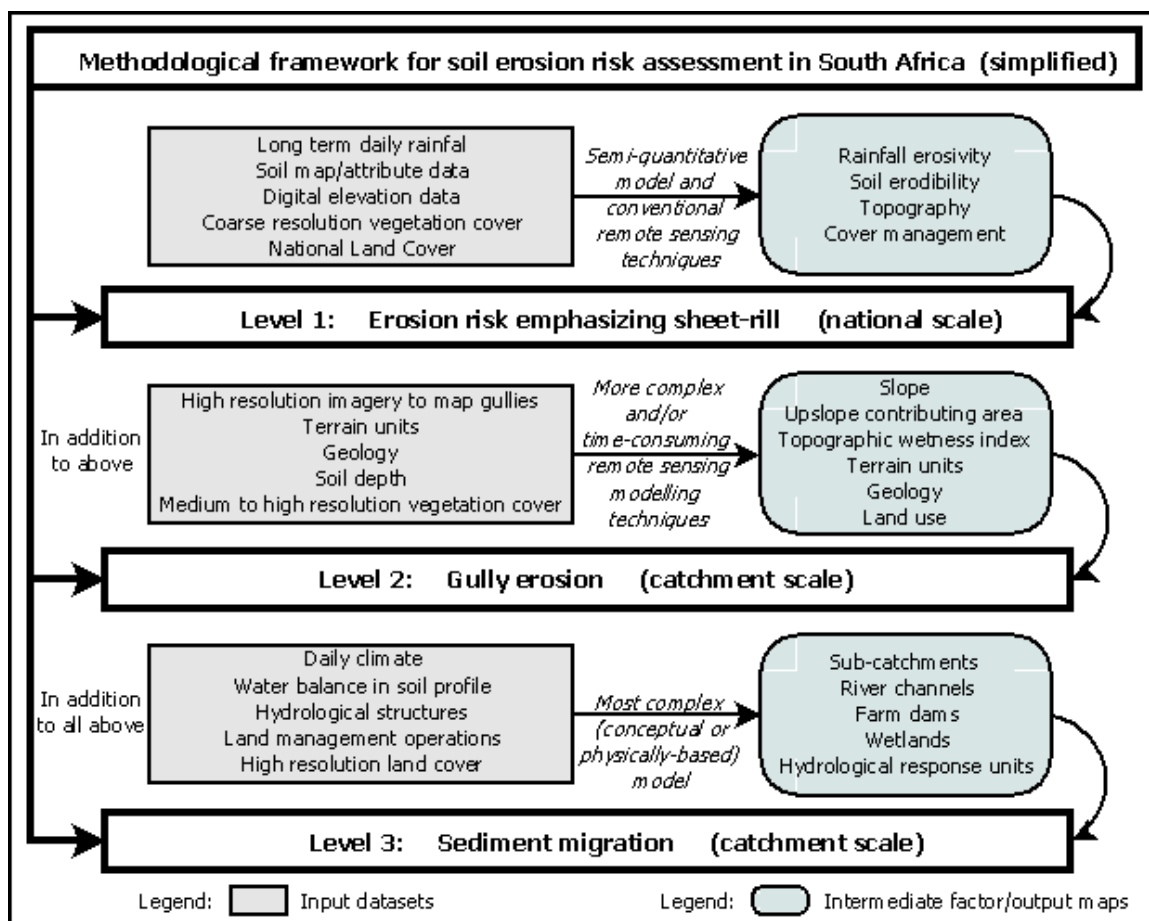 Methodological framework for soil erosion risk assessment in South Africa (simplified)
Long term daily rainfal
Soil map/attribute data
Digital elevation data
Coarse resolution vegetation cover
National Land Cover
Semi-quantitative
model and
conventional
remote sensing
techniques
Rainfall erosivity
Soil erodibility
Topography
Cover management
Level 1: Erosion risk emphasizing sheet-rill (national scale)
In addition
to above
High resolution imagery to map gullies
Terrain units
Geology
Soil depth
Medium to high resolution vegetation cover
More complex
and/or
time-consuming
remote sensing
modelling
techniques
Slope
Upslope contributing area
Topographic wetness index
Terrain units
Geology
Land use
Level 2: Gully erosion (catchment scale)
In addition
to all above
Daily climate
Water balance in soil profile
Hydrological structures
Land management operations
High resolution land cover
Most complex
(conceptual or
physically-based)
model
Sub-catchments
River channels
Farm dams
Wetlands
Hydrological response units
Level 3: Sediment migration (catchment scale)
Legend: Input datasets
Legend: Intermediate factor/output maps